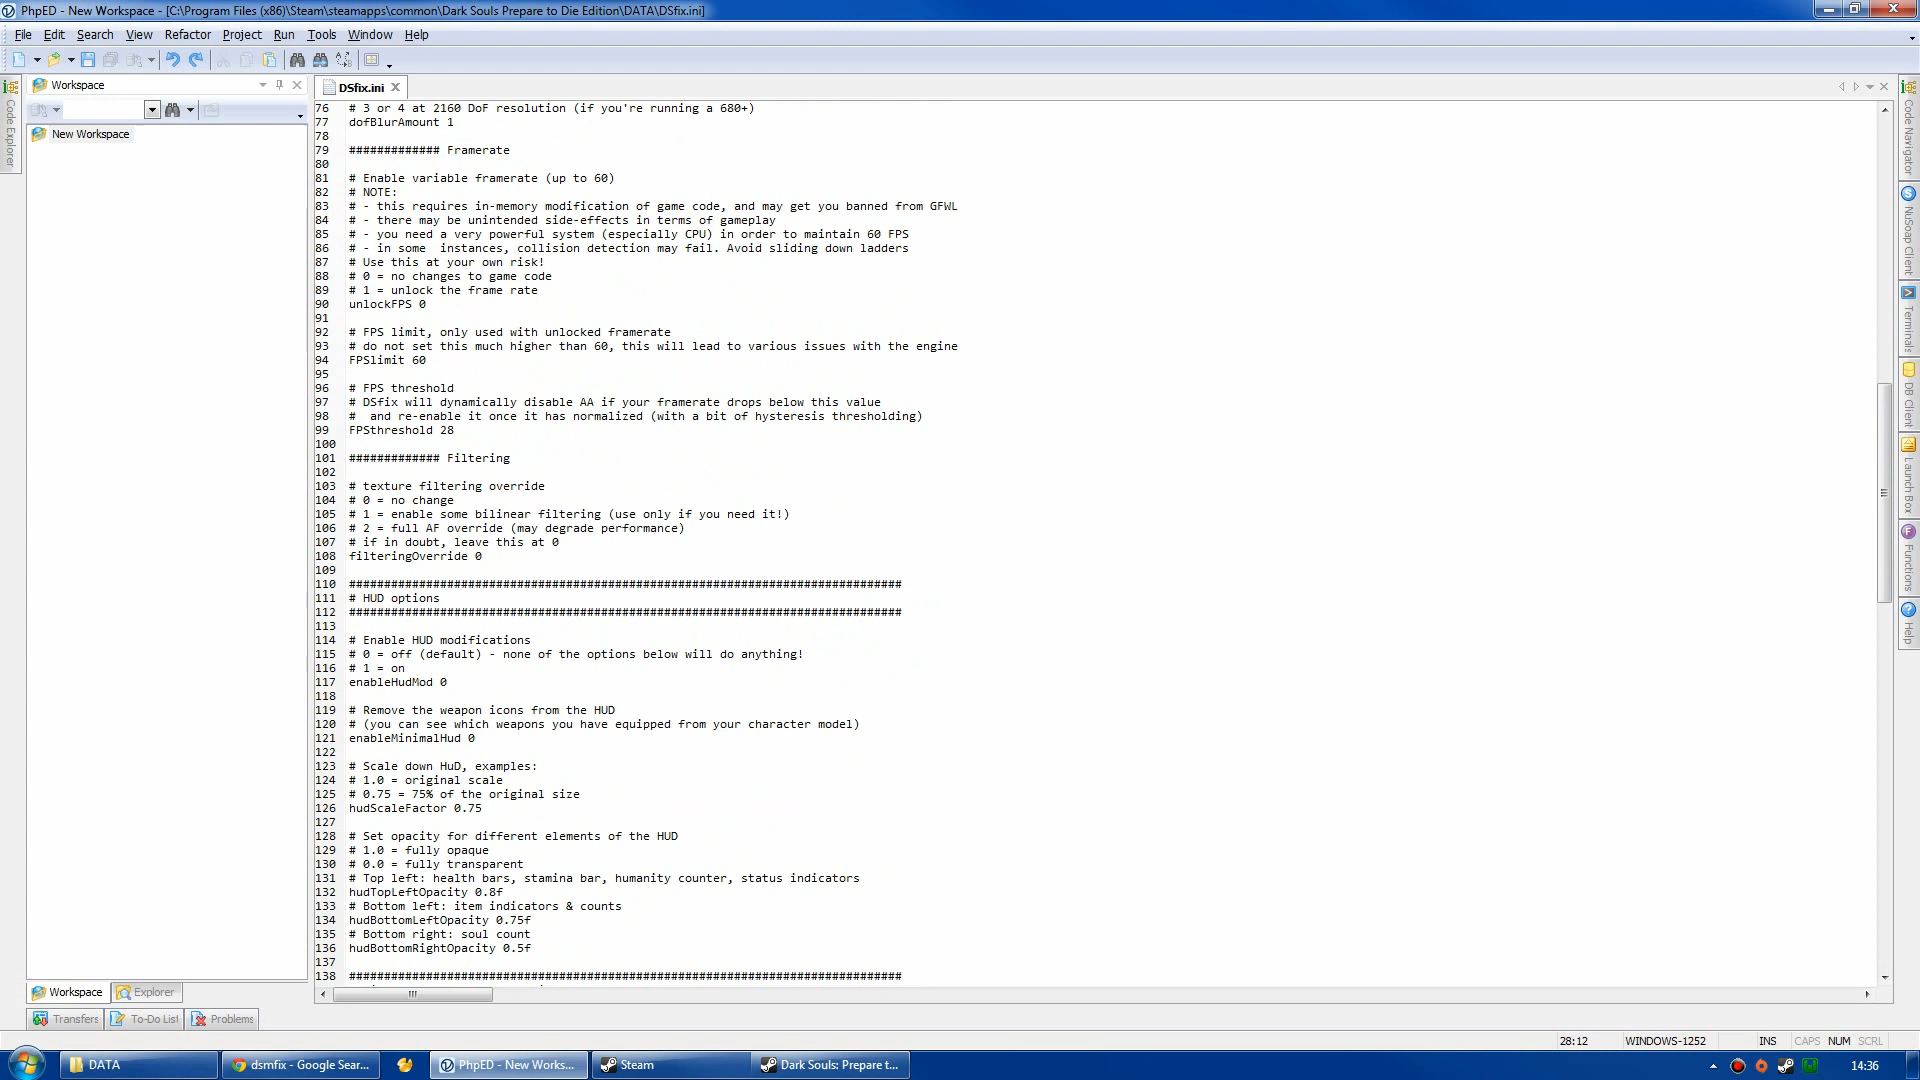 PhpED - New Workspace - [C:\Program Files (x86)\Steam\steamapps\common\Dark Souls Prepare to Die Edition\DATA\DSfix.ini]
File Edit Search View Refactor Project Run Tools Window Help
Workspace
DSfix.ini
New Workspace
Code Explorer
76 # 3 or 4 at 2160 DoF resolution (if you're running a 680+)
77 dofBlurAmount 1
78
79 ############# Framerate
80
81 # Enable variable framerate (up to 60)
82 # NOTE:
83 # - this requires in-memory modification of game code, and may get you banned from GFWL
84 # - there may be unintended side-effects in terms of gameplay
85 # - you need a very powerful system (especially CPU) in order to maintain 60 FPS
86 # - in some  instances, collision detection may fail. Avoid sliding down ladders
87 # Use this at your own risk!
88 # 0 = no changes to game code
89 # 1 = unlock the frame rate
90 unlockFPS 0
91
92 # FPS limit, only used with unlocked framerate
93 # do not set this much higher than 60, this will lead to various issues with the engine
94 FPSlimit 60
95
96 # FPS threshold
97 # DSfix will dynamically disable AA if your framerate drops below this value
98 #  and re-enable it once it has normalized (with a bit of hysteresis thresholding)
99 FPSthreshold 28
100
101 ############# Filtering
102
103 # texture filtering override
104 # 0 = no change
105 # 1 = enable some bilinear filtering (use only if you need it!)
106 # 2 = full AF override (may degrade performance)
107 # if in doubt, leave this at 0
108 filteringOverride 0
109
110 ###############################################################################
111 # HUD options
112 ###############################################################################
113
114 # Enable HUD modifications
115 # 0 = off (default) - none of the options below will do anything!
116 # 1 = on
117 enableHudMod 0
118
119 # Remove the weapon icons from the HUD
120 # (you can see which weapons you have equipped from your character model)
121 enableMinimalHud 0
122
123 # Scale down HuD, examples:
124 # 1.0 = original scale
125 # 0.75 = 75% of the original size
126 hudScaleFactor 0.75
127
128 # Set opacity for different elements of the HUD
129 # 1.0 = fully opaque
130 # 0.0 = fully transparent
131 # Top left: health bars, stamina bar, humanity counter, status indicators
132 hudTopLeftOpacity 0.8f
133 # Bottom left: item indicators & counts
134 hudBottomLeftOpacity 0.75f
135 # Bottom right: soul count
136 hudBottomRightOpacity 0.5f
137
138 ###############################################################################
Code Navigator
NuSoap Client
Terminals
DB Client
Launch Box
Functions
Help
Workspace Explorer
Transfers To-Do List Problems
28:12 WINDOWS-1252 INS CAPS NUM SCRL
DATA dsmfix - Google Sear... PhpED - New Works... Steam Dark Souls: Prepare t... 14:36